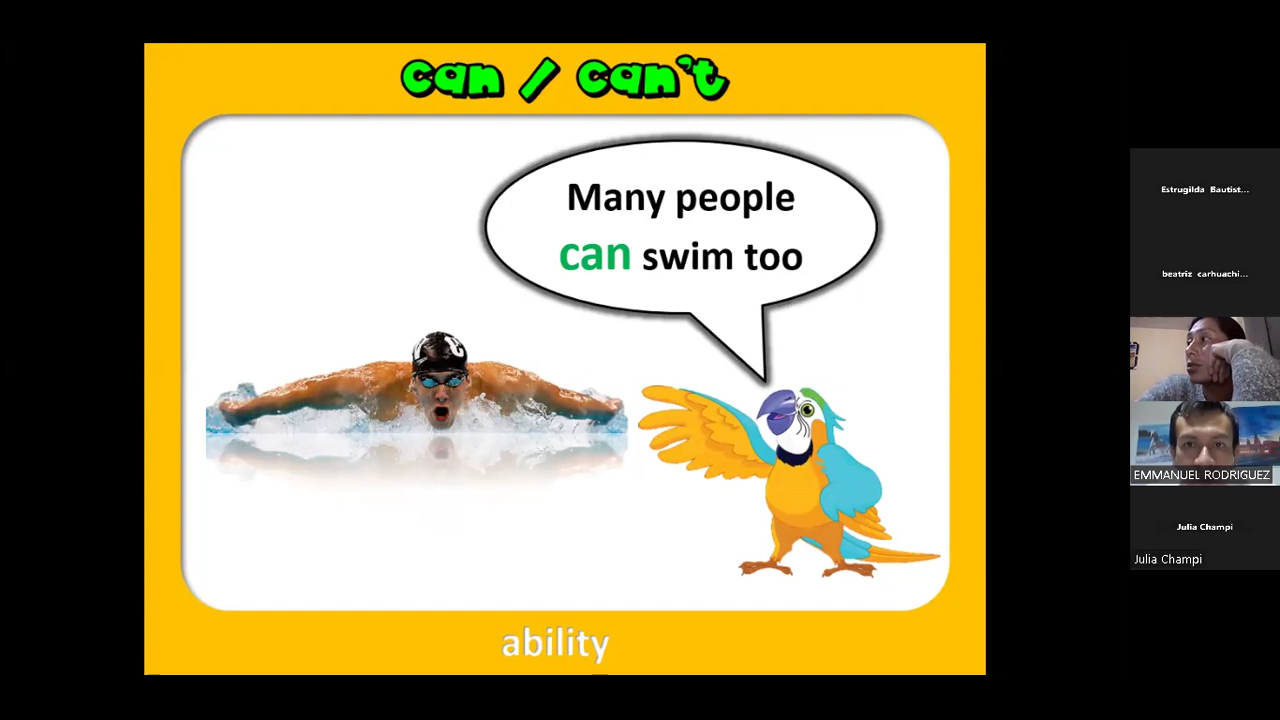 can / can't
Many people
can swim too
ability
Estrugilda Bautist...
beatriz carhuachi...
EMMANUEL RODRIGUEZ
Julia Champi
Julia Champi